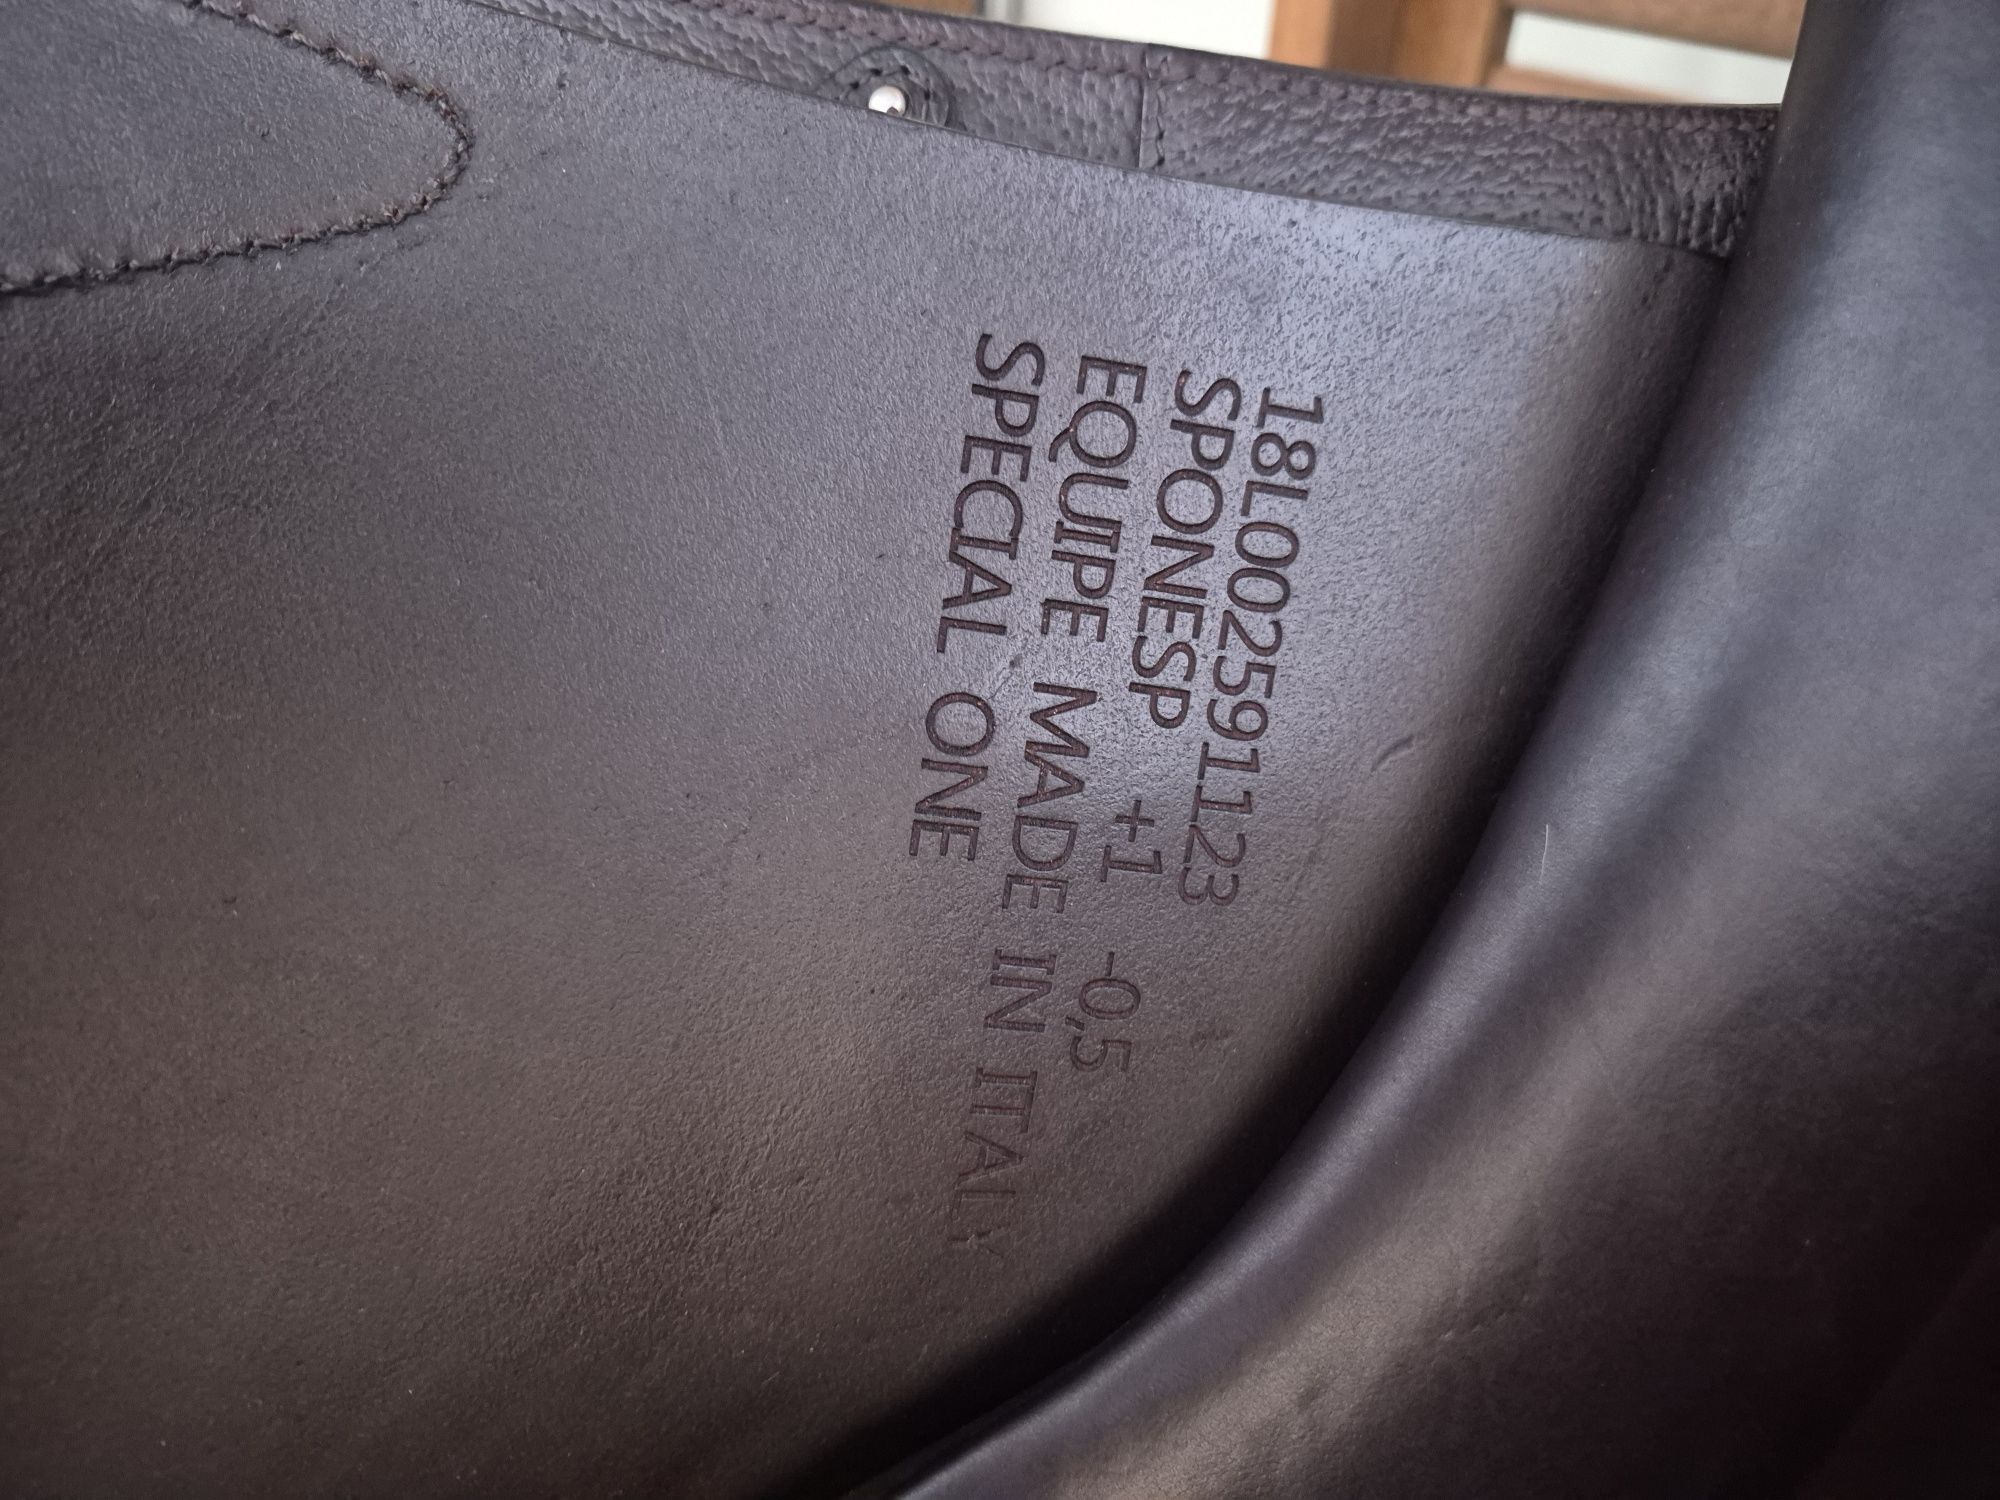 18L002591123
SPONESP +1 -0,5
EQUIPE MADE IN ITALY
SPECIAL ONE